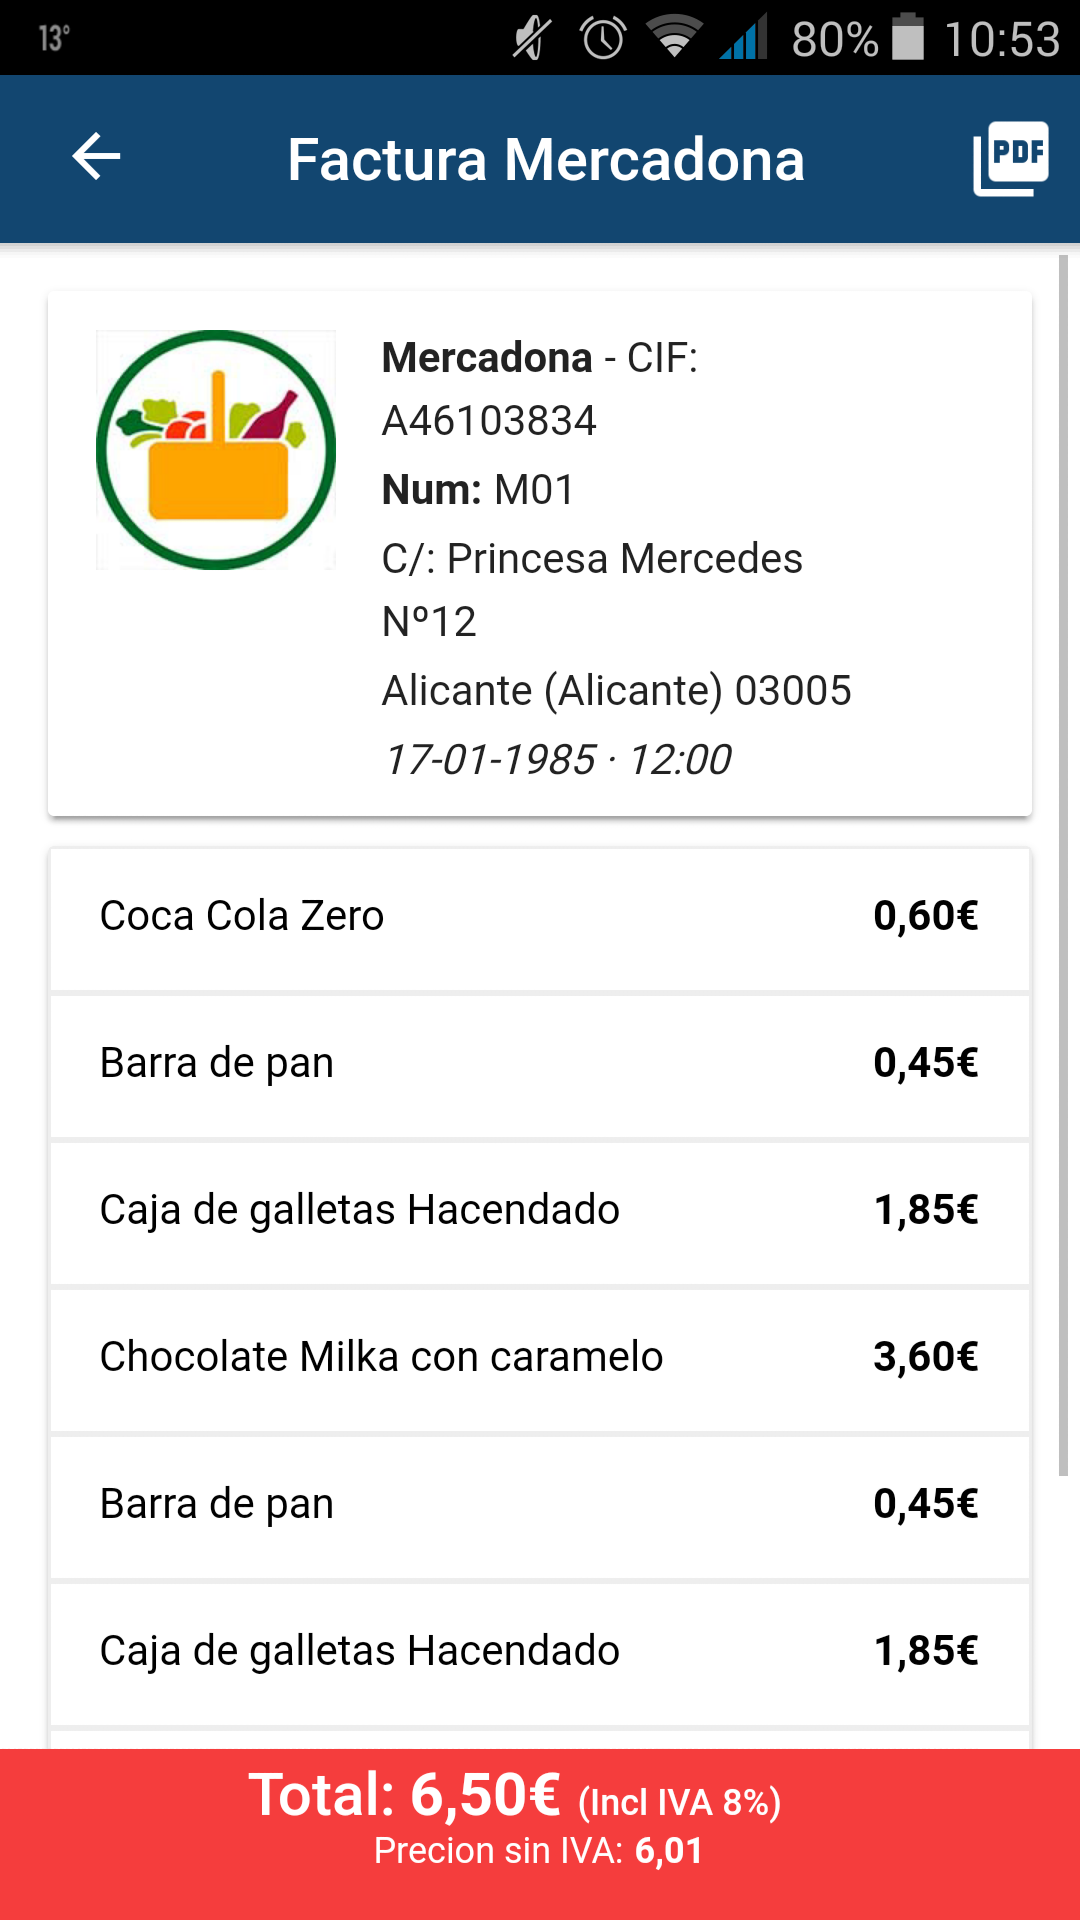 13°
80% 10:53
Factura Mercadona
PDF
Mercadona - CIF:
A46103834
Num: M01
C/: Princesa Mercedes
Nº12
Alicante (Alicante) 03005
17-01-1985 · 12:00
Coca Cola Zero 0,60€
Barra de pan 0,45€
Caja de galletas Hacendado 1,85€
Chocolate Milka con caramelo 3,60€
Barra de pan 0,45€
Caja de galletas Hacendado 1,85€
Total: 6,50€ (Incl IVA 8%)
Precion sin IVA: 6,01